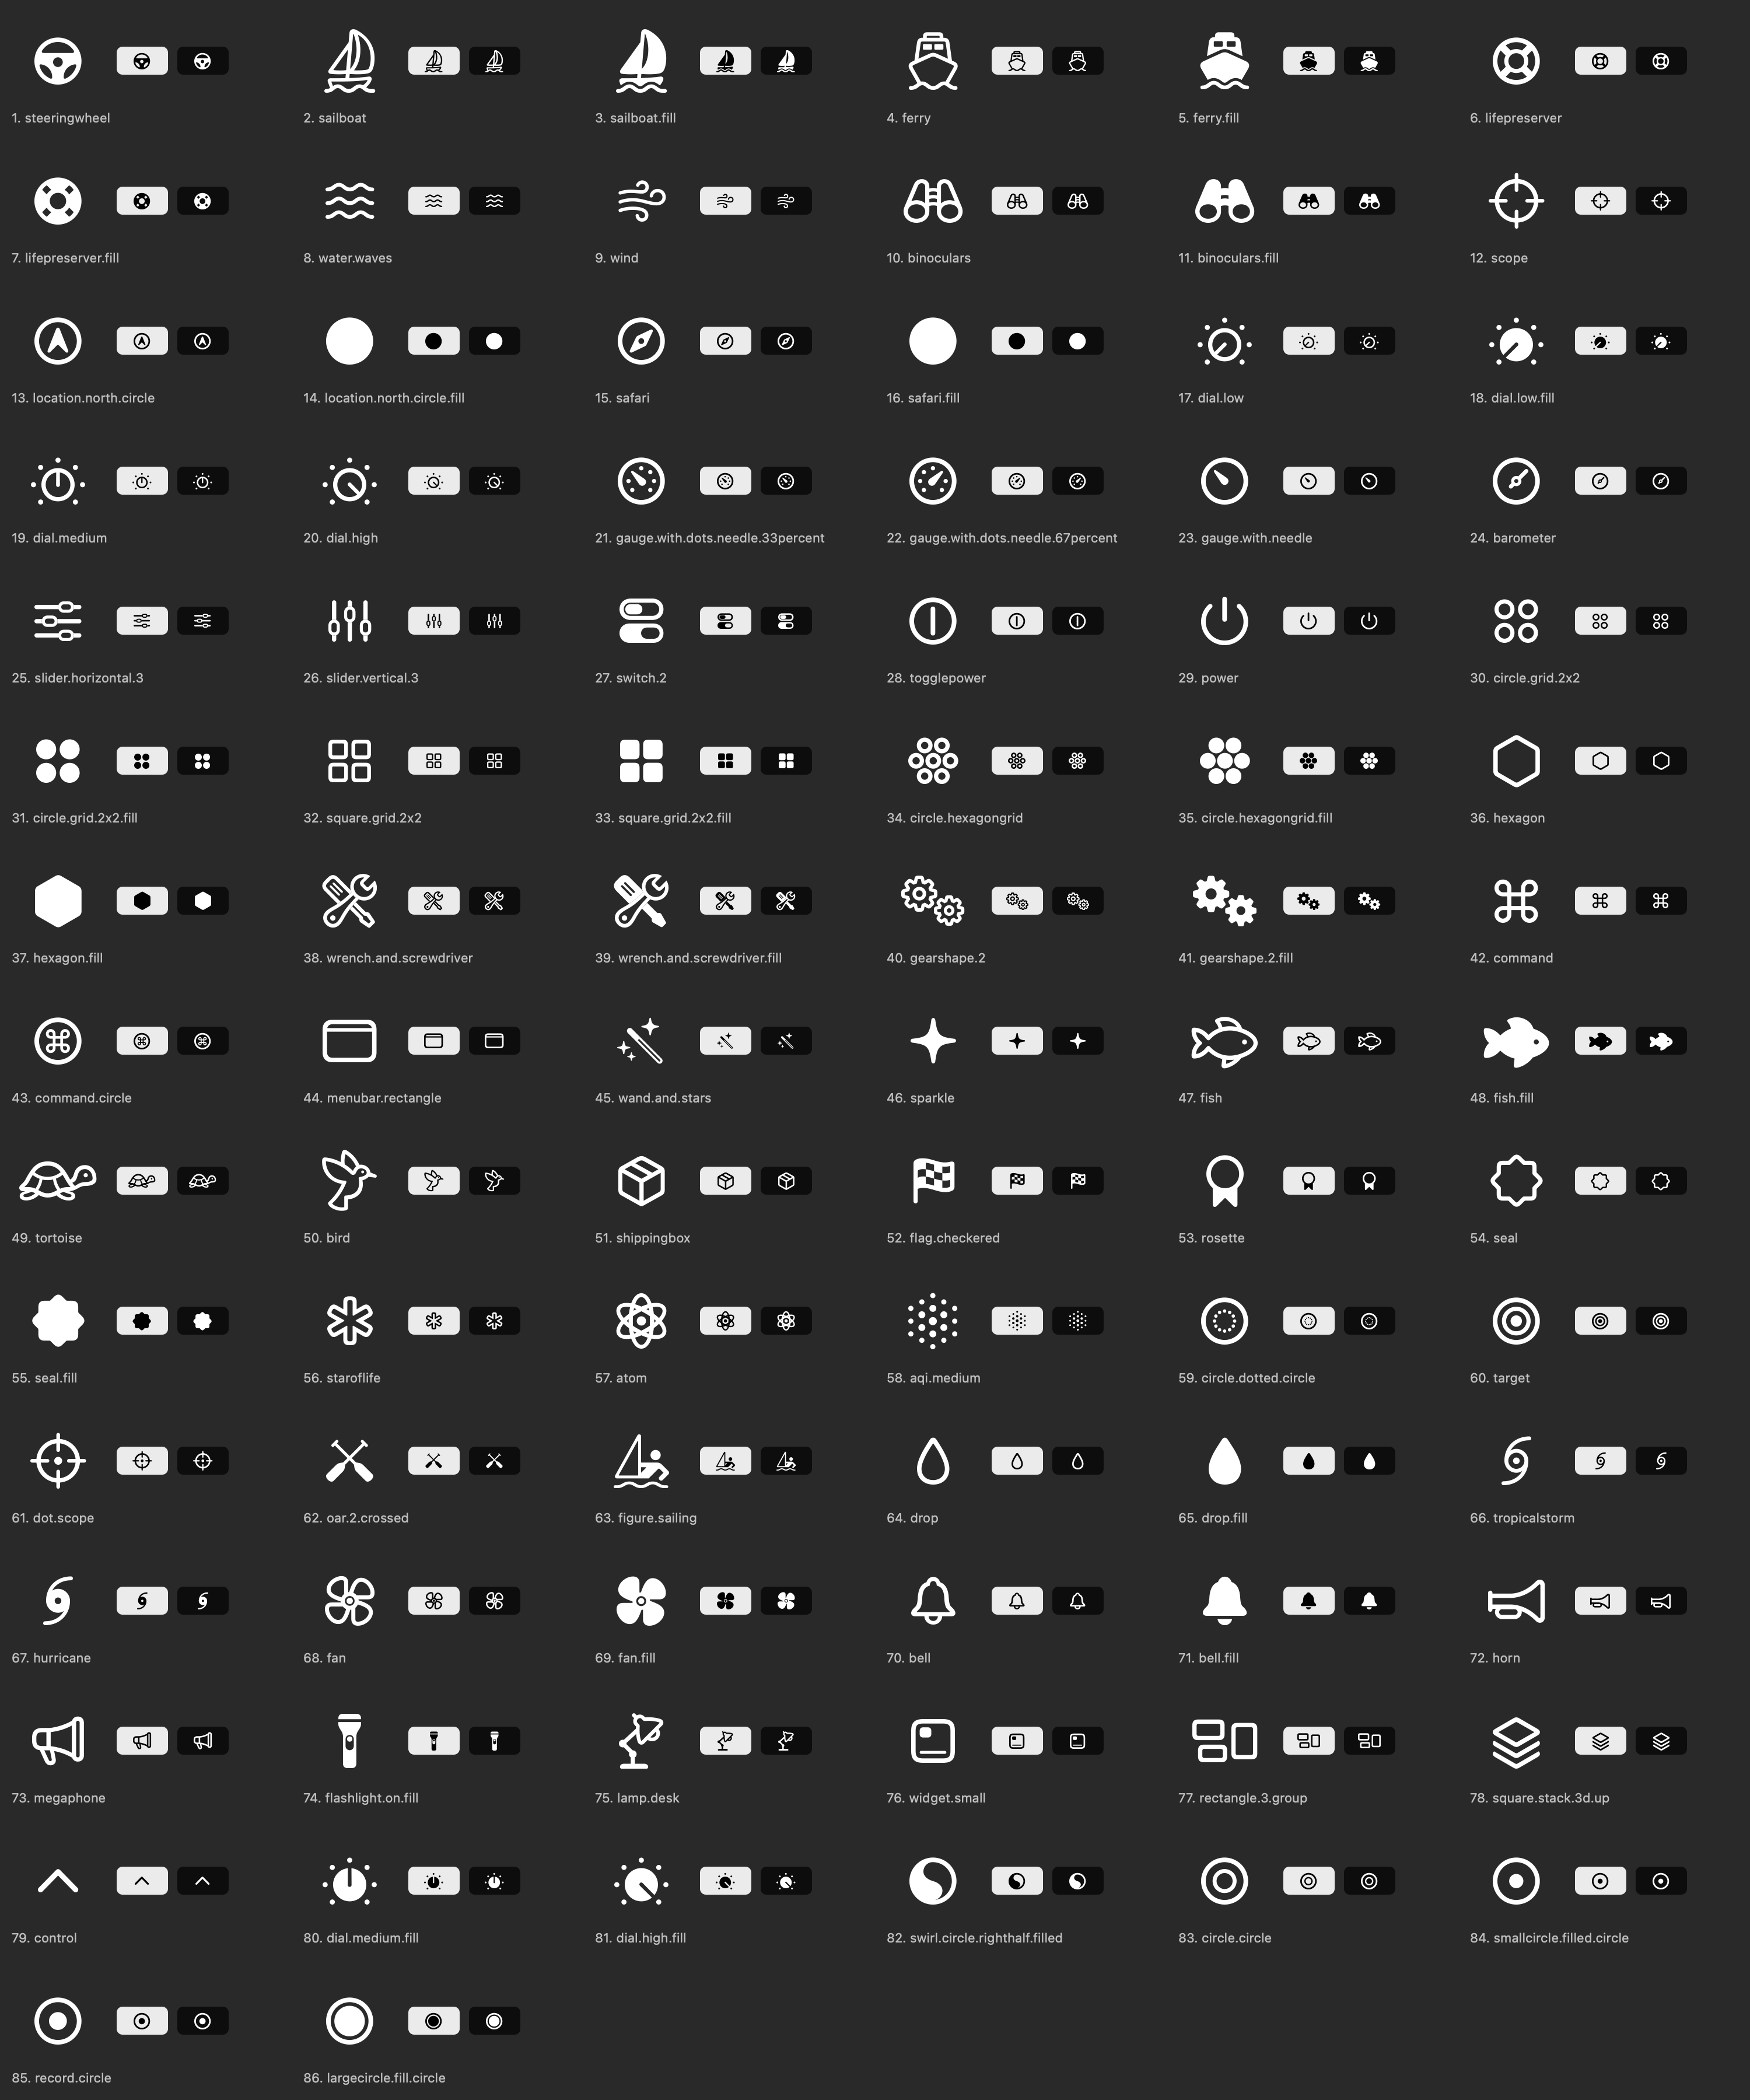 1. steeringwheel
2. sailboat
3. sailboat.fill
4. ferry
5. ferry.fill
6. lifepreserver
7. lifepreserver.fill
8. water.waves
9. wind
10. binoculars
11. binoculars.fill
12. scope
13. location.north.circle
14. location.north.circle.fill
15. safari
16. safari.fill
17. dial.low
18. dial.low.fill
19. dial.medium
20. dial.high
21. gauge.with.dots.needle.33percent
22. gauge.with.dots.needle.67percent
23. gauge.with.needle
24. barometer
25. slider.horizontal.3
26. slider.vertical.3
27. switch.2
28. togglepower
29. power
30. circle.grid.2x2
31. circle.grid.2x2.fill
32. square.grid.2x2
33. square.grid.2x2.fill
34. circle.hexagongrid
35. circle.hexagongrid.fill
36. hexagon
37. hexagon.fill
38. wrench.and.screwdriver
39. wrench.and.screwdriver.fill
40. gearshape.2
41. gearshape.2.fill
42. command
43. command.circle
44. menubar.rectangle
45. wand.and.stars
46. sparkle
47. fish
48. fish.fill
49. tortoise
50. bird
51. shippingbox
52. flag.checkered
53. rosette
54. seal
55. seal.fill
56. staroflife
57. atom
58. aqi.medium
59. circle.dotted.circle
60. target
61. dot.scope
62. oar.2.crossed
63. figure.sailing
64. drop
65. drop.fill
66. tropicalstorm
67. hurricane
68. fan
69. fan.fill
70. bell
71. bell.fill
72. horn
73. megaphone
74. flashlight.on.fill
75. lamp.desk
76. widget.small
77. rectangle.3.group
78. square.stack.3d.up
79. control
80. dial.medium.fill
81. dial.high.fill
82. swirl.circle.righthalf.filled
83. circle.circle
84. smallcircle.filled.circle
85. record.circle
86. largecircle.fill.circle